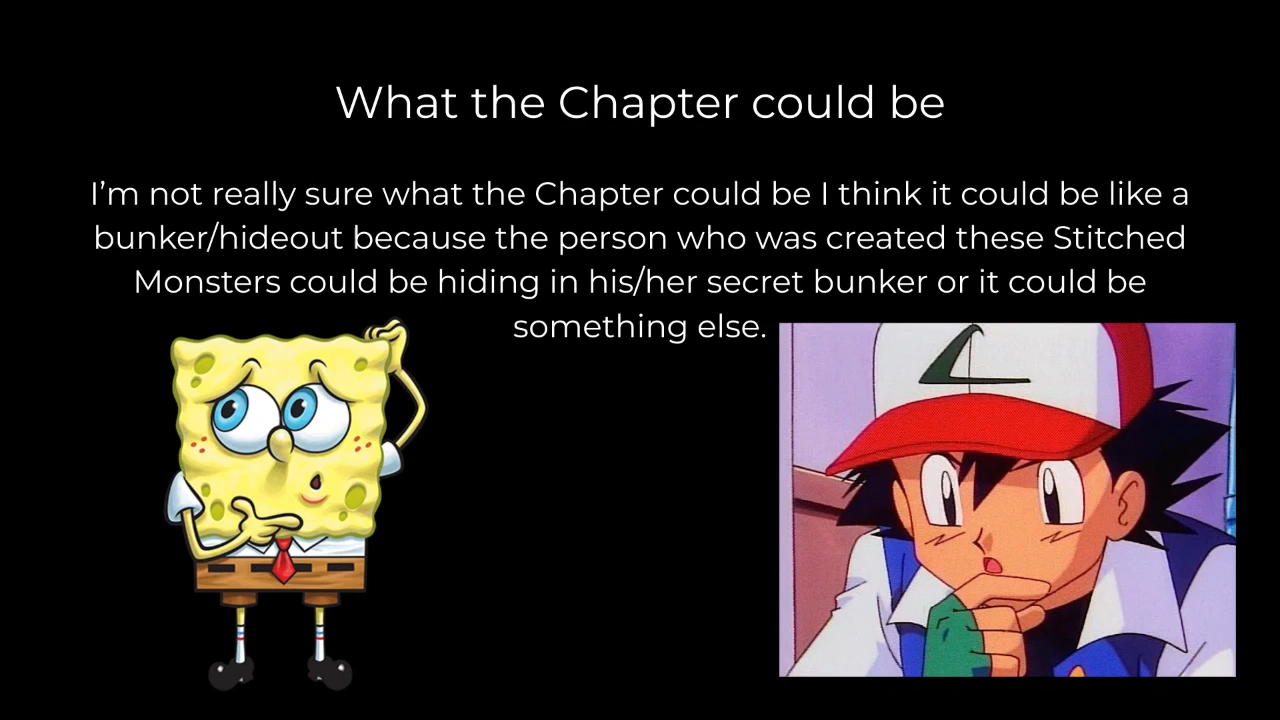 What the Chapter could be
I’m not really sure what the Chapter could be I think it could be like a
bunker/hideout because the person who was created these Stitched
Monsters could be hiding in his/her secret bunker or it could be
something else.